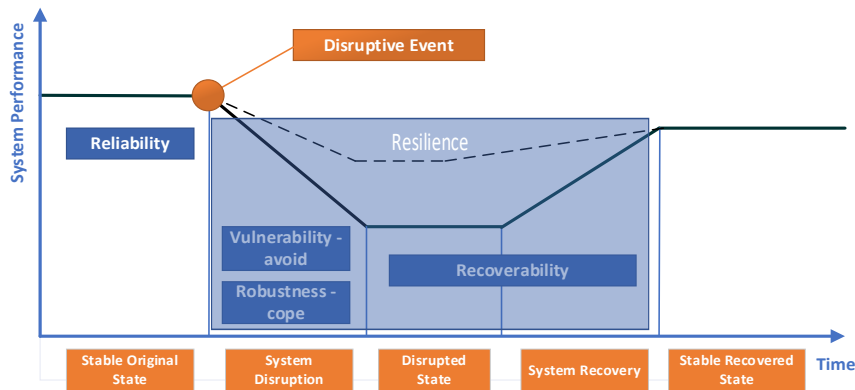 System Performance
Disruptive Event
Reliability
Resilience
Vulnerability -
avoid
Robustness -
cope
Recoverability
Time
Stable Original
State
System
Disruption
Disrupted
State
System Recovery
Stable Recovered
State